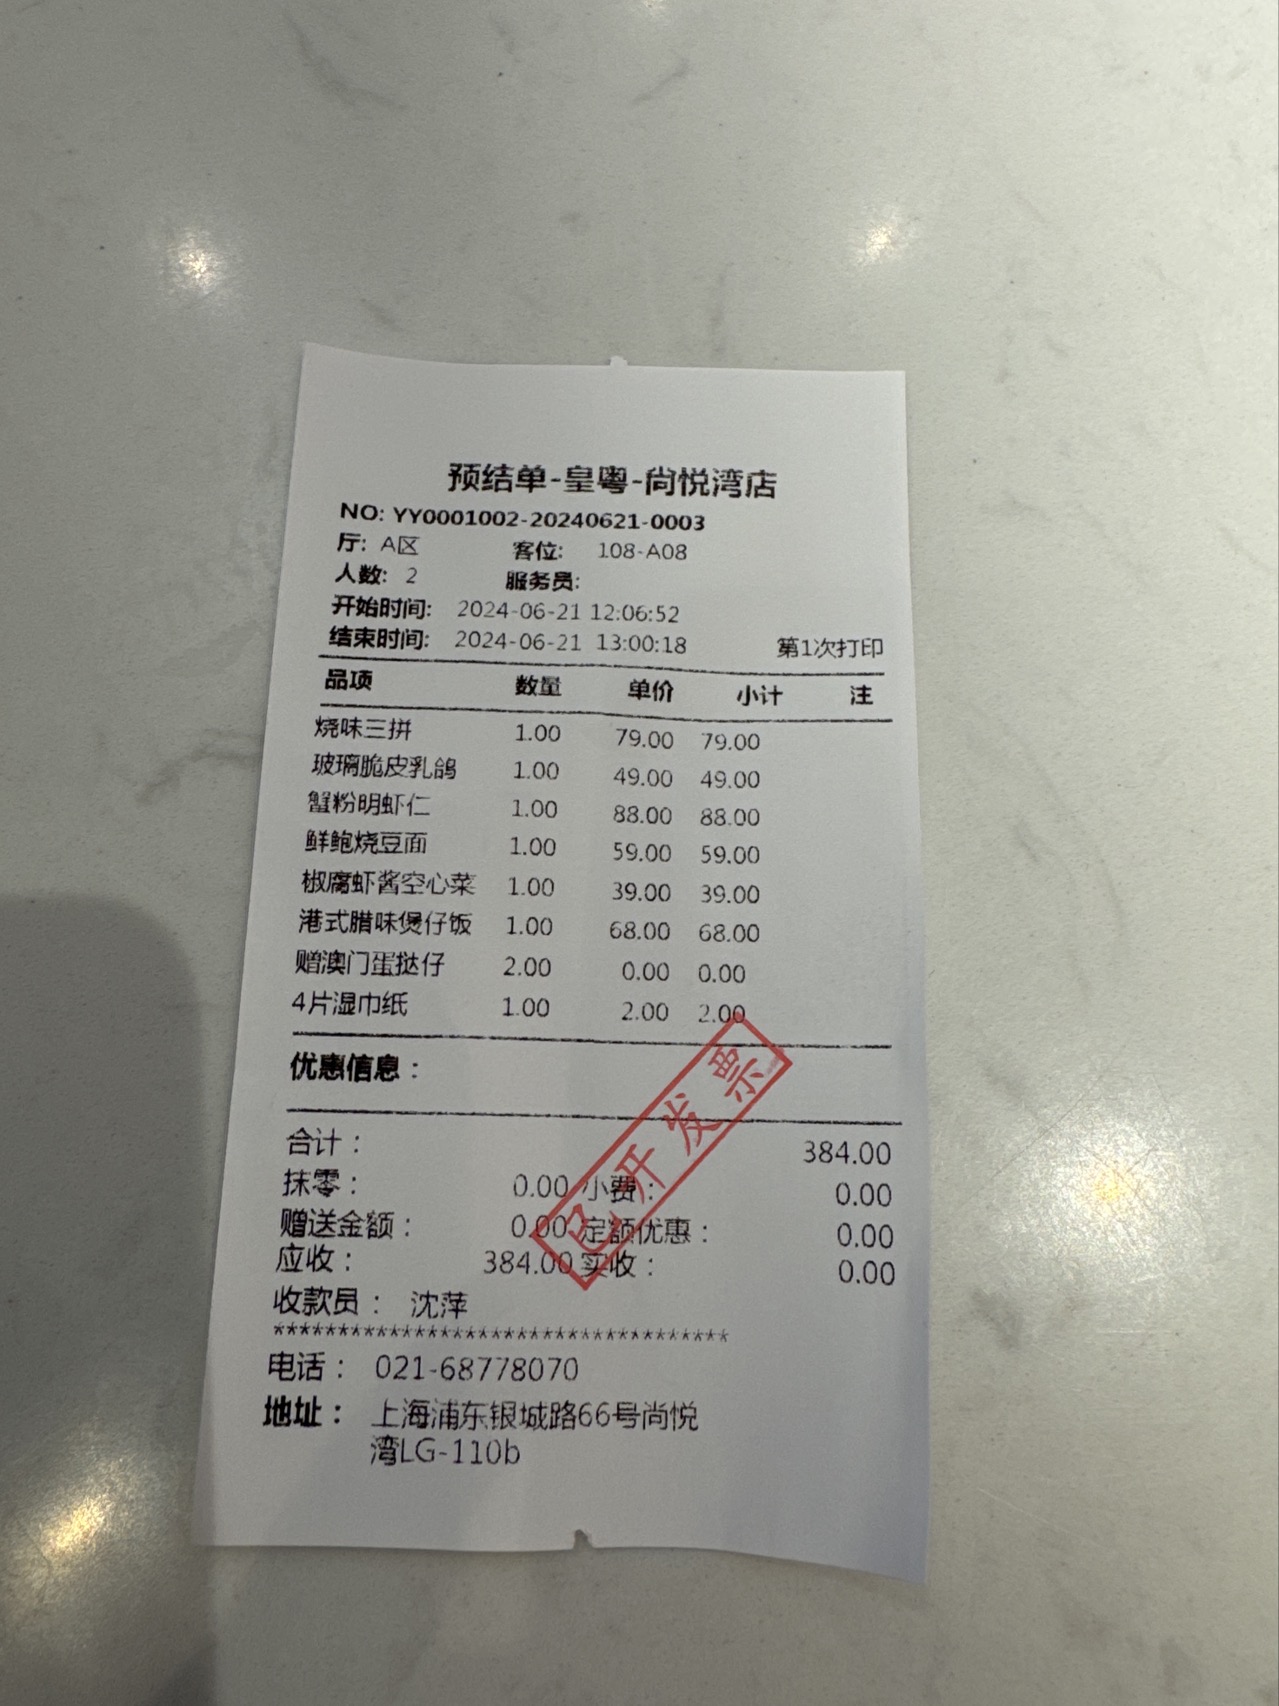 预结单-皇粤-尚悦湾店
NO: YY0001002-20240621-0003
厅: A区 客位: 108-A08
人数: 2 服务员:
开始时间: 2024-06-21 12:06:52
结束时间: 2024-06-21 13:00:18 第1次打印
品项 数量 单价 小计 注
烧味三拼 1.00 79.00 79.00
玻璃脆皮乳鸽 1.00 49.00 49.00
蟹粉明虾仁 1.00 88.00 88.00
鲜鲍烧豆面 1.00 59.00 59.00
椒腐虾酱空心菜 1.00 39.00 39.00
港式腊味煲仔饭 1.00 68.00 68.00
赠澳门蛋挞仔 2.00 0.00 0.00
4片湿巾纸 1.00 2.00 2.00
优惠信息：
合计： 384.00
抹零： 0.00 小费： 0.00
赠送金额： 0.00 定额优惠： 0.00
应收： 384.00 实收： 0.00
已开发票
收款员： 沈萍
***********************************
电话： 021-68778070
地址： 上海浦东银城路66号尚悦
湾LG-110b